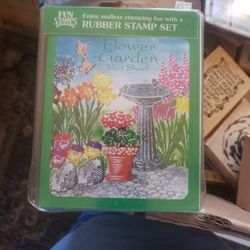 FUN
STAMPS
Enjoy endless stamping fun with a
RUBBER STAMP SET
Flower
Garden
Idea Sheet